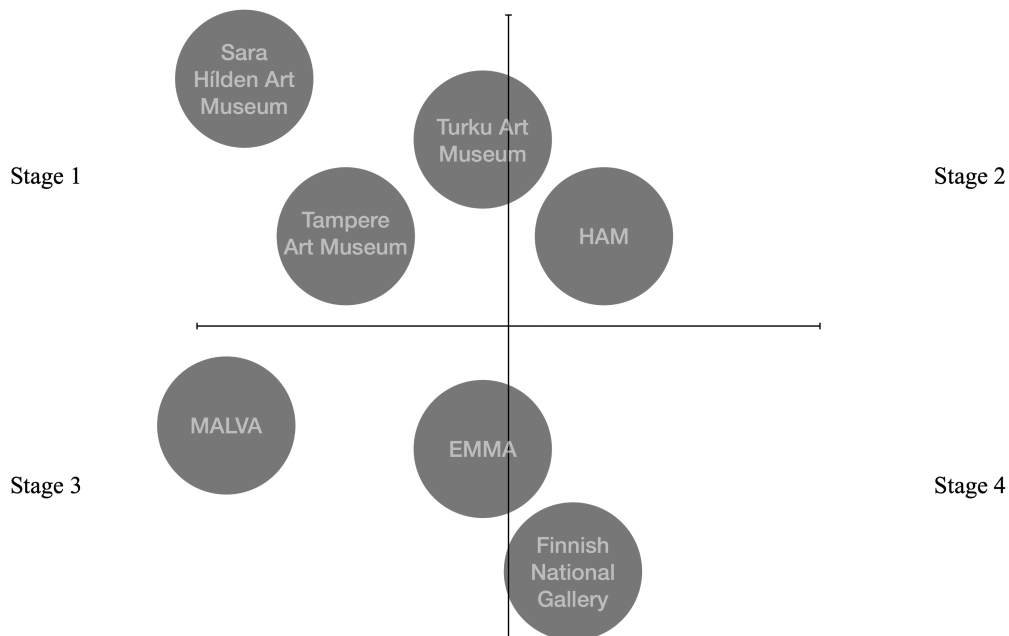 Sara
Hílden Art
Museum
Turku Art
Museum
Stage 1
Stage 2
Tampere
Art Museum
HAM
MALVA
EMMA
Stage 3
Stage 4
Finnish
National
Gallery